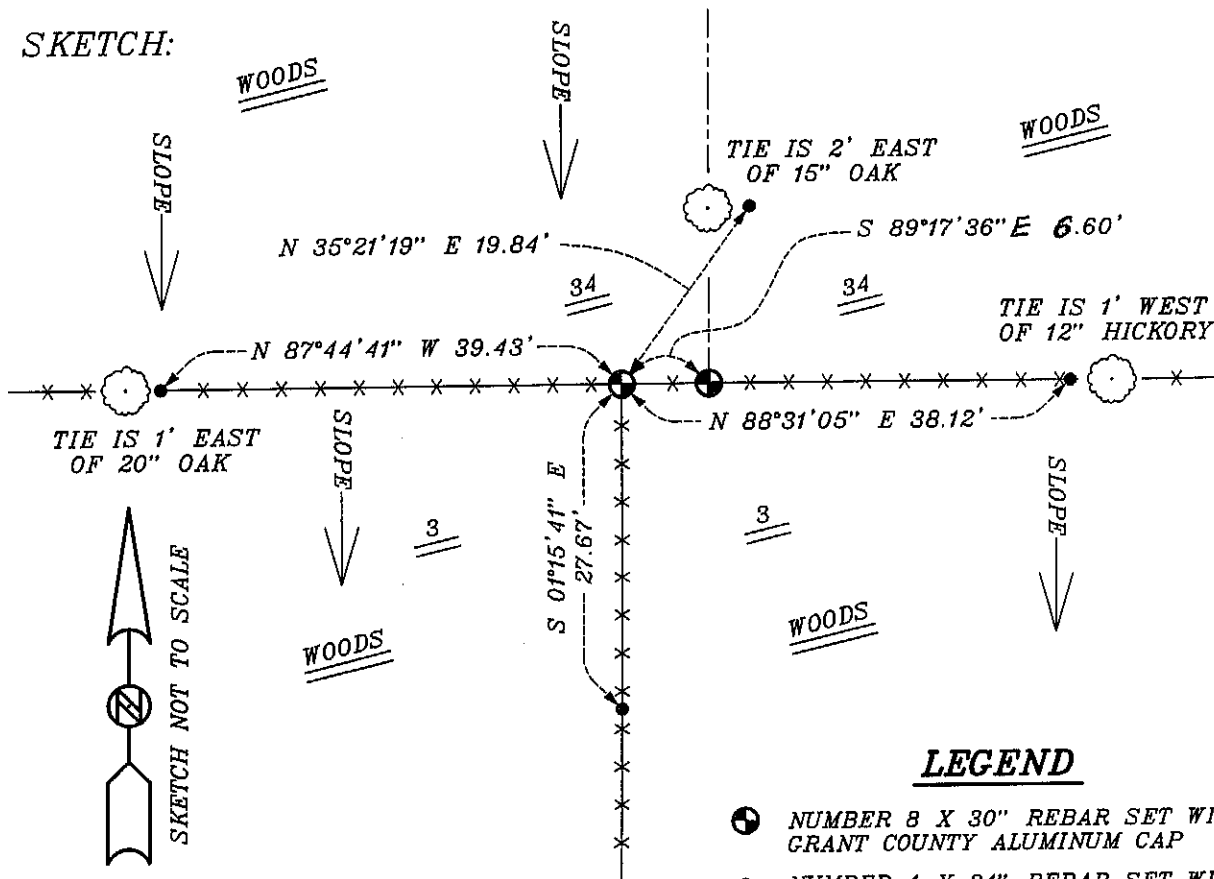 SKETCH:
WOODS
SLOPE
SLOPE
WOODS
TIE IS 2' EAST
OF 15" OAK
N 35°21'19" E 19.84'
S 89°17'36" E 6.60'
34
34
TIE IS 1' WEST
OF 12" HICKORY
N 87°44'41" W 39.43'
N 88°31'05" E 38.12'
TIE IS 1' EAST
OF 20" OAK
SLOPE
S 01°15'41" E
27.67'
SLOPE
3
3
WOODS
WOODS
N
SKETCH NOT TO SCALE
LEGEND
NUMBER 8 X 30" REBAR SET
GRANT COUNTY ALUMINUM CAP
REBAR SET